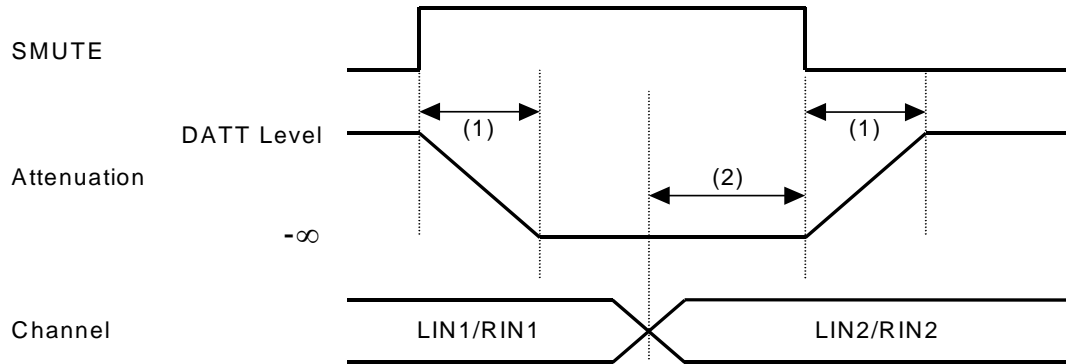 SMUTE
DATT Level
(1)
(1)
Attenuation
(2)
-∞
Channel
LIN1/RIN1
LIN2/RIN2